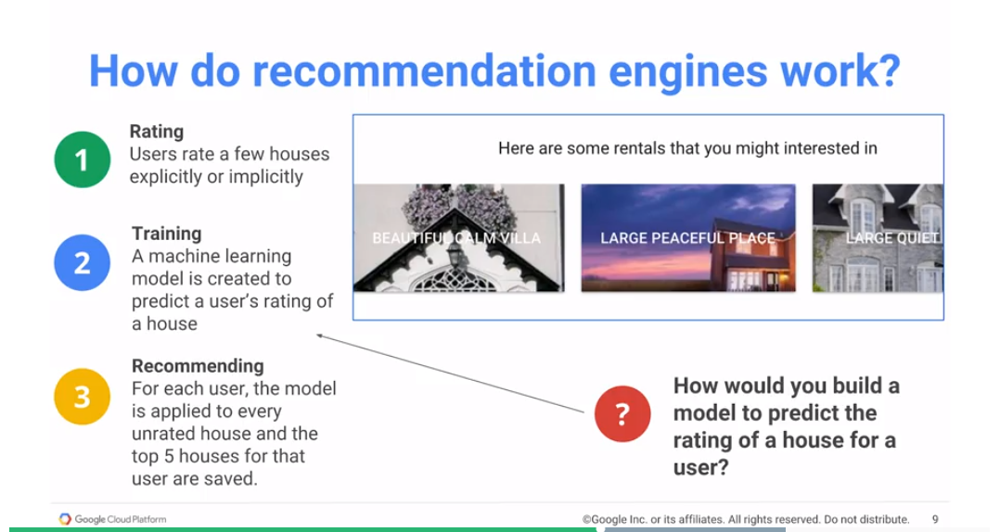 How do recommendation engines work?
1
Rating
Users rate a few houses
explicitly or implicitly
2
Training
A machine learning
model is created to
predict a user's rating of
a house
3
Recommending
For each user, the model
is applied to every
unrated house and the
top 5 houses for that
user are saved.
Here are some rentals that you might interested in
BEAUTIFUL CALM VILLA
LARGE PEACEFUL PLACE
LARGE QUIET
?
How would you build a
model to predict the
rating of a house for a
user?
Google Cloud Platform
©Google Inc. or its affiliates. All rights reserved. Do not distribute.
9